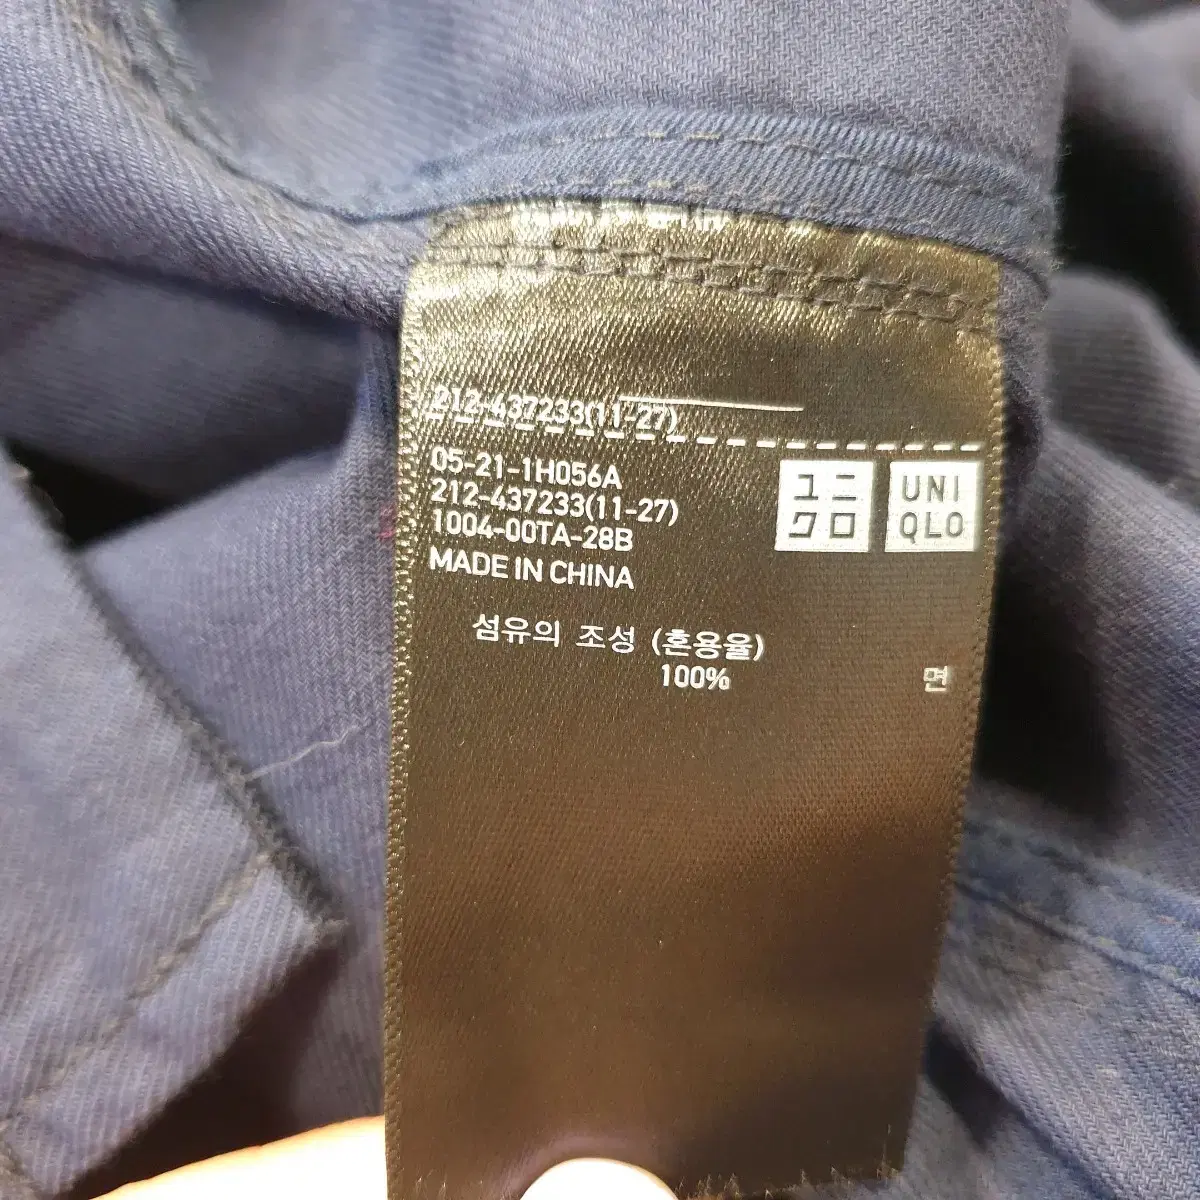 212-437233(11-27)
05-21-1H056A
212-437233(11-27)
1004-00TA-28B
MADE IN CHINA
ユニ
クロ
UNI
QLO
섬유의 조성 (혼용율)
100% 면